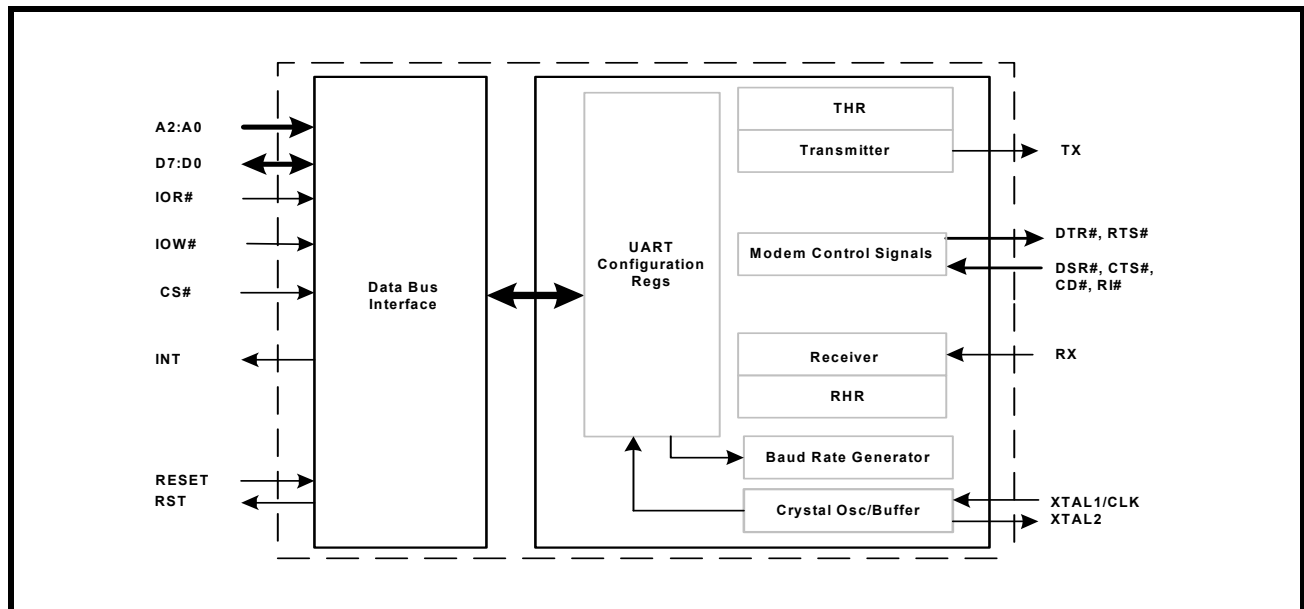 A2:A0
D7:D0
IOR#
IOW#
CS#
INT
RESET
RST
Data Bus
Interface
UART
Configuration
Regs
THR
Transmitter
Modem Control Signals
Receiver
RHR
Baud Rate Generator
Crystal Osc/Buffer
TX
DTR#, RTS#
DSR#, CTS#,
CD#, RI#
RX
XTAL1/CLK
XTAL2